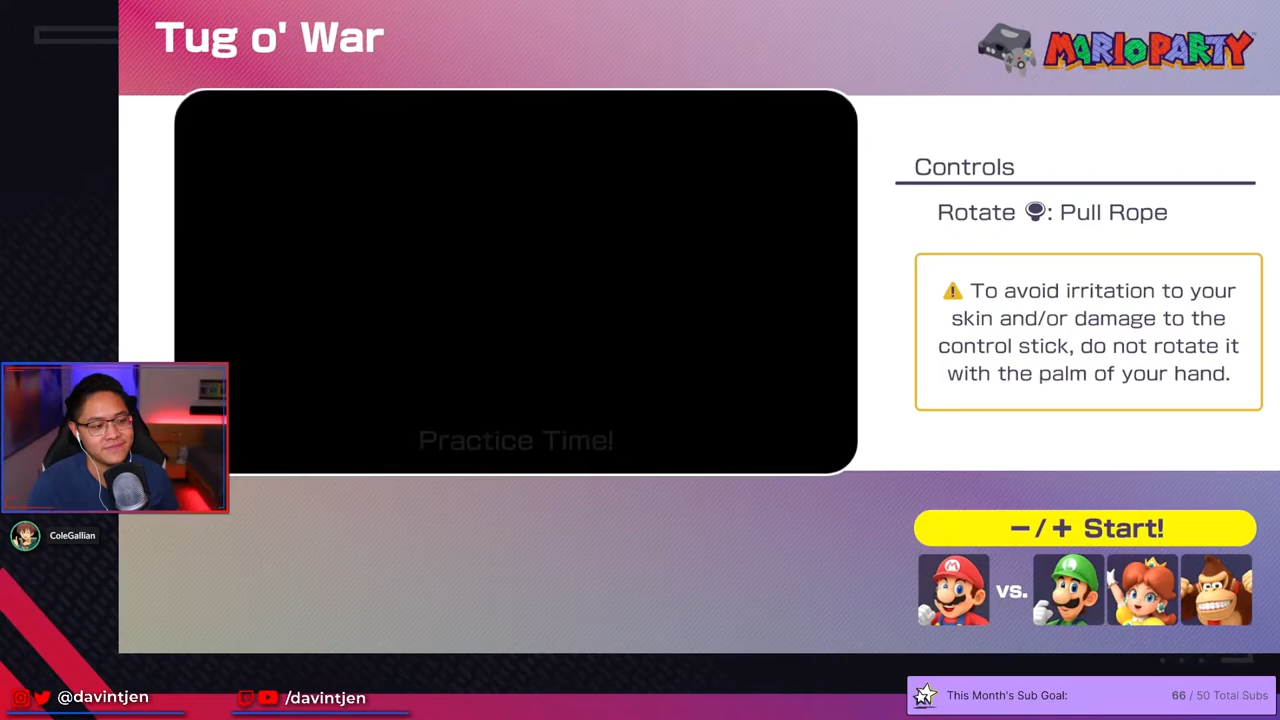 Tug o' War
MARIO PARTY
Controls
Rotate : Pull Rope
To avoid irritation to your
skin and/or damage to the
control stick, do not rotate it
with the palm of your hand.
Practice Time!
ColeGallian
−/+ Start!
vs.
@davintjen
/davintjen
This Month's Sub Goal: 66 / 50 Total Subs